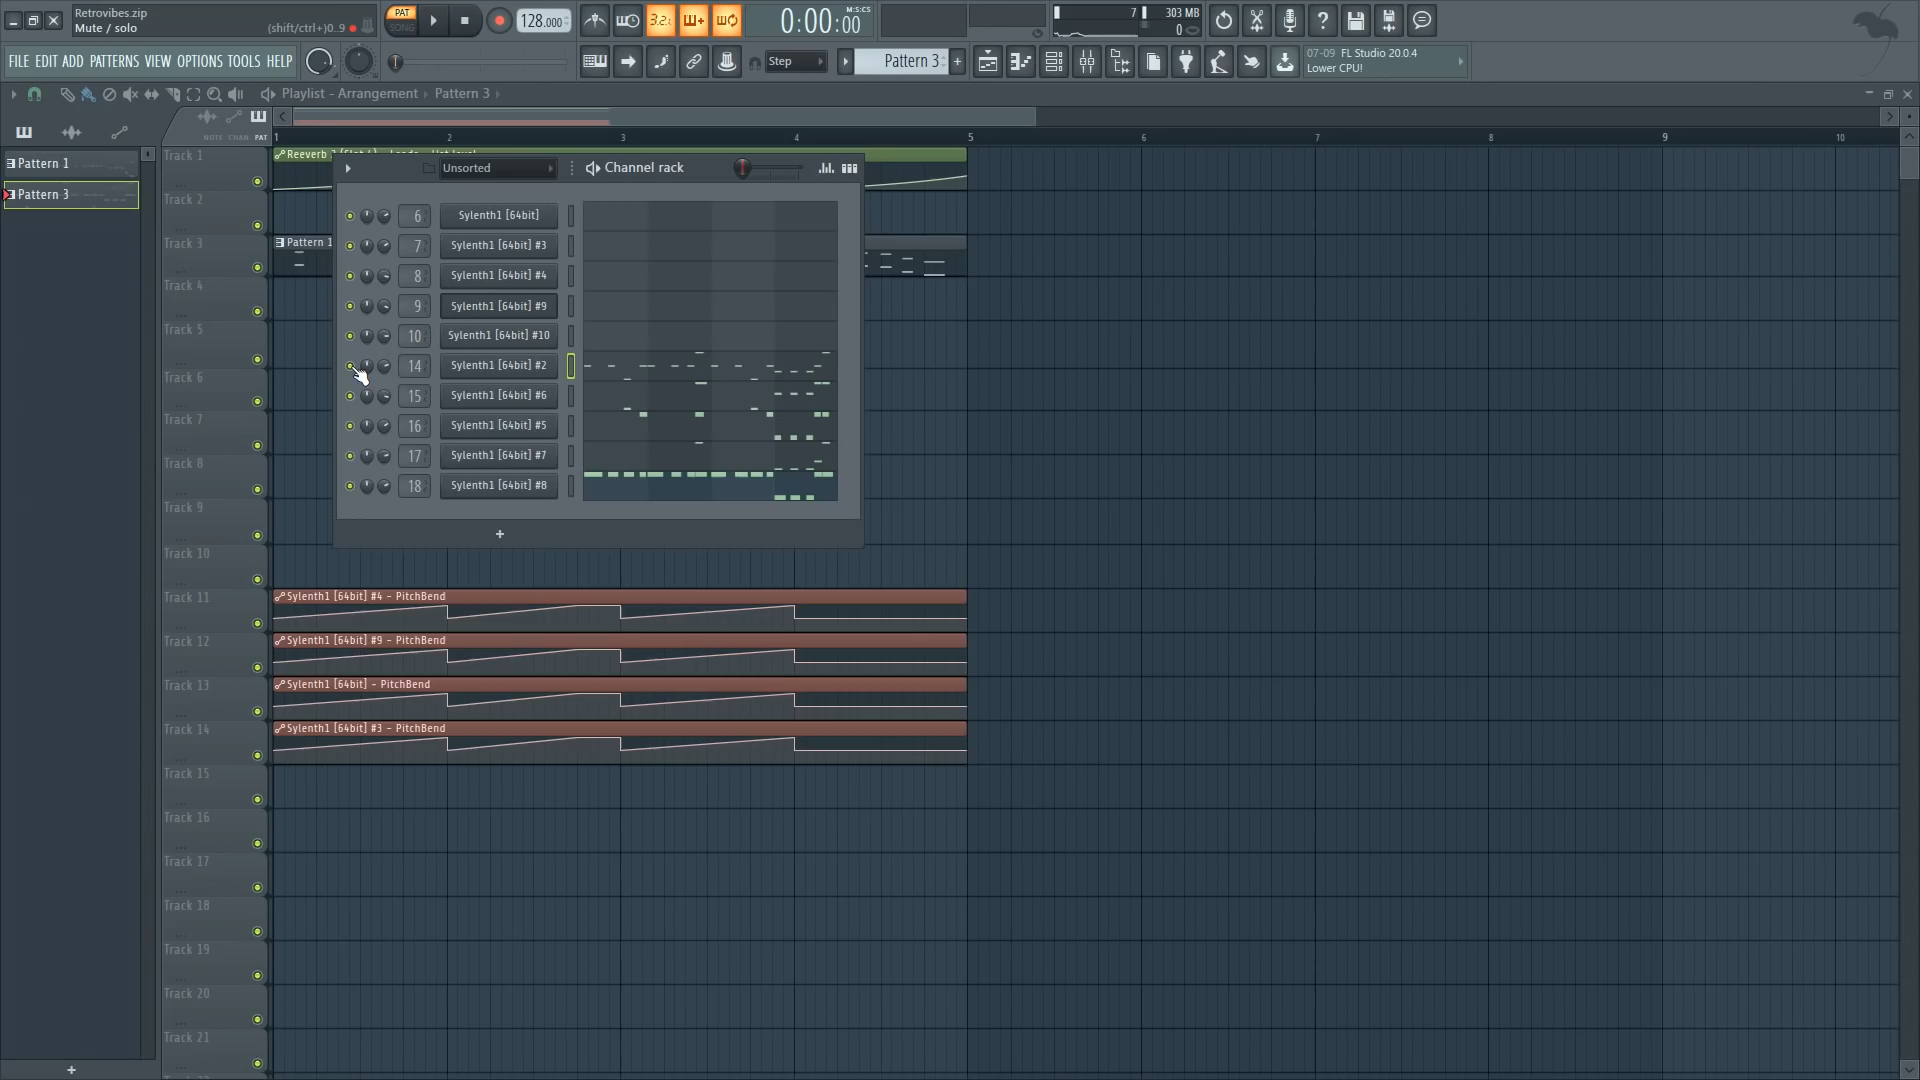 Retrovibes.zip
Mute / solo
(shift/ctrl+)0..9
PAT
SONG
128.000
3.2.
0:00:00
M:S:CS
7
303 MB
0
FILE EDIT ADD PATTERNS VIEW OPTIONS TOOLS HELP
Step
Pattern 3
07-09 FL Studio 20.0.4
Lower CPU!
Playlist - Arrangement
Pattern 3
NOTE CHAN PAT
1 2 3 4 5 6 7 8 9 10
Pattern 1
Pattern 3
Track 1
Track 2
Track 3
Pattern 1
Track 4
Track 5
Track 6
Track 7
Track 8
Track 9
Track 10
Unsorted
Channel rack
6 Sylenth1 [64bit]
7 Sylenth1 [64bit] #3
8 Sylenth1 [64bit] #4
9 Sylenth1 [64bit] #9
10 Sylenth1 [64bit] #10
14 Sylenth1 [64bit] #2
15 Sylenth1 [64bit] #6
16 Sylenth1 [64bit] #5
17 Sylenth1 [64bit] #7
18 Sylenth1 [64bit] #8
+
Track 11
Sylenth1 [64bit] #4 - PitchBend
Track 12
Sylenth1 [64bit] #9 - PitchBend
Track 13
Sylenth1 [64bit] - PitchBend
Track 14
Sylenth1 [64bit] #3 - PitchBend
Track 15
Track 16
Track 17
Track 18
Track 19
Track 20
Track 21
+